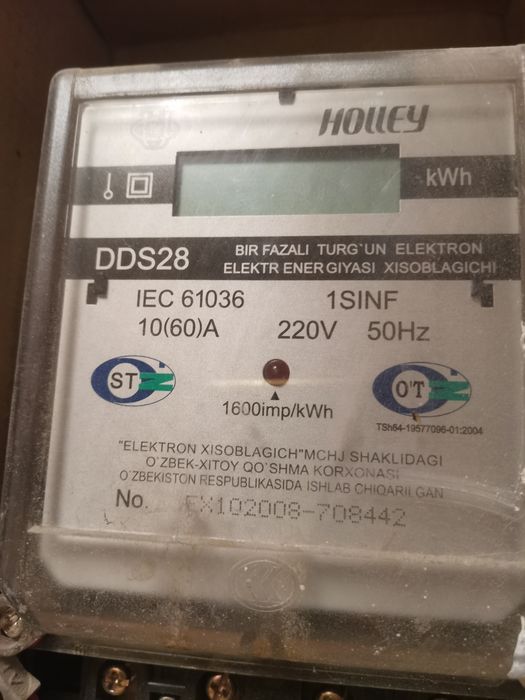 HOLLEY
kWh
DDS28
BIR FAZALI TURG`UN ELEKTRON
ELEKTR ENERGIYASI XISOBLAGICHI
IEC 61036 1SINF
10(60)A 220V 50Hz
ST
O'T
1600imp/kWh
TSh64-19577096-01:2004
"ELEKTRON XISOBLAGICH"MCHJ SHAKLIDAGI
O`ZBEK-XITOY QO`SHMA KORXONASI
O`ZBEKISTON RESPUBLIKASIDA ISHLAB CHIQARILGAN
No. EX102008-708442